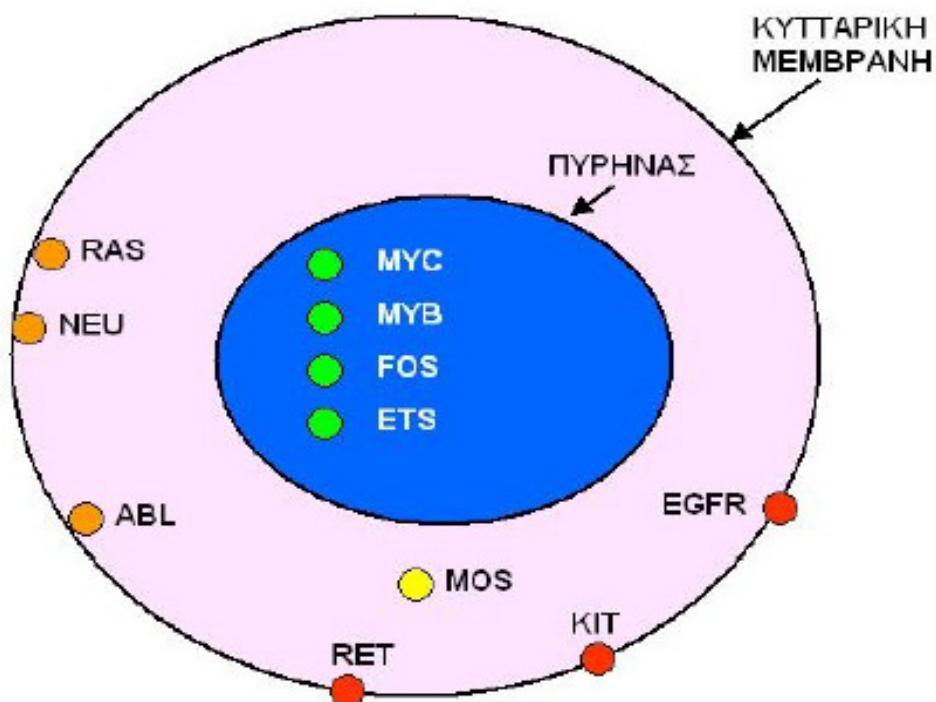 ΚΥΤΤΑΡΙΚΗ
ΜΕΜΒΡΑΝΗ
ΠΥΡΗΝΑΣ
RAS
MYC
NEU
MYB
FOS
ETS
ABL
EGFR
MOS
KIT
RET